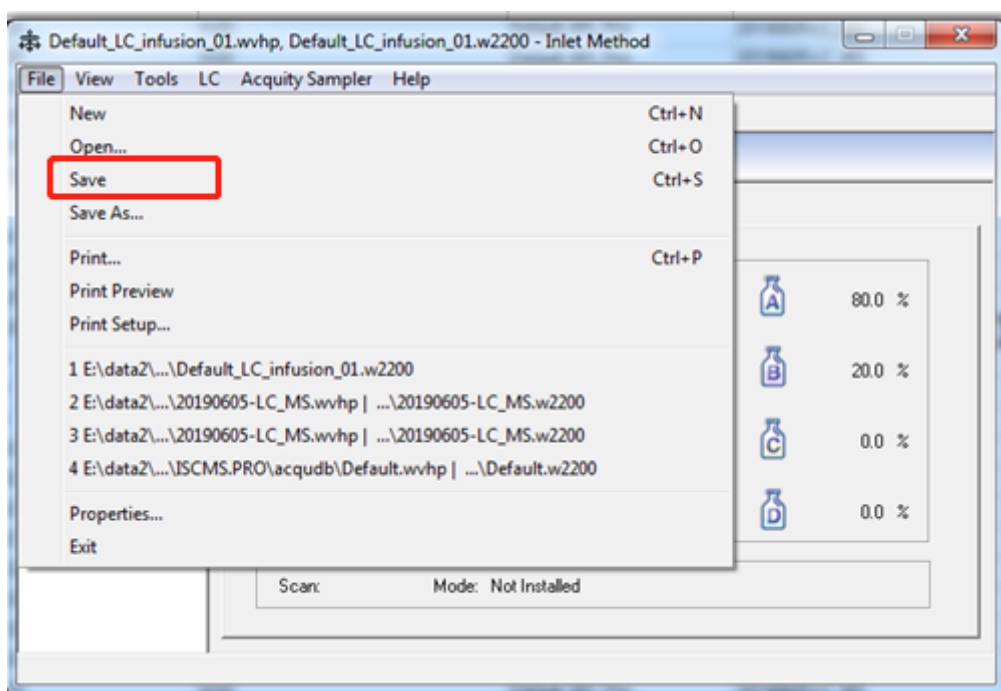 Default_LC_infusion_01.wvhp, Default_LC_infusion_01.w2200 - Inlet Method
File View Tools LC Acquity Sampler Help
New Ctrl+N
Open... Ctrl+O
Save Ctrl+S
Save As...
Print... Ctrl+P
Print Preview
Print Setup...
1 E:\data2\...\Default_LC_infusion_01.w2200
2 E:\data2\...\20190605-LC_MS.wvhp | ...\20190605-LC_MS.w2200
3 E:\data2\...\20190605-LC_MS.wvhp | ...\20190605-LC_MS.w2200
4 E:\data2\...\ISCMS.PRO\acqudb\Default.wvhp | ...\Default.w2200
Properties...
Exit
A 80.0 %
B 20.0 %
C 0.0 %
D 0.0 %
Scan: Mode: Not Installed